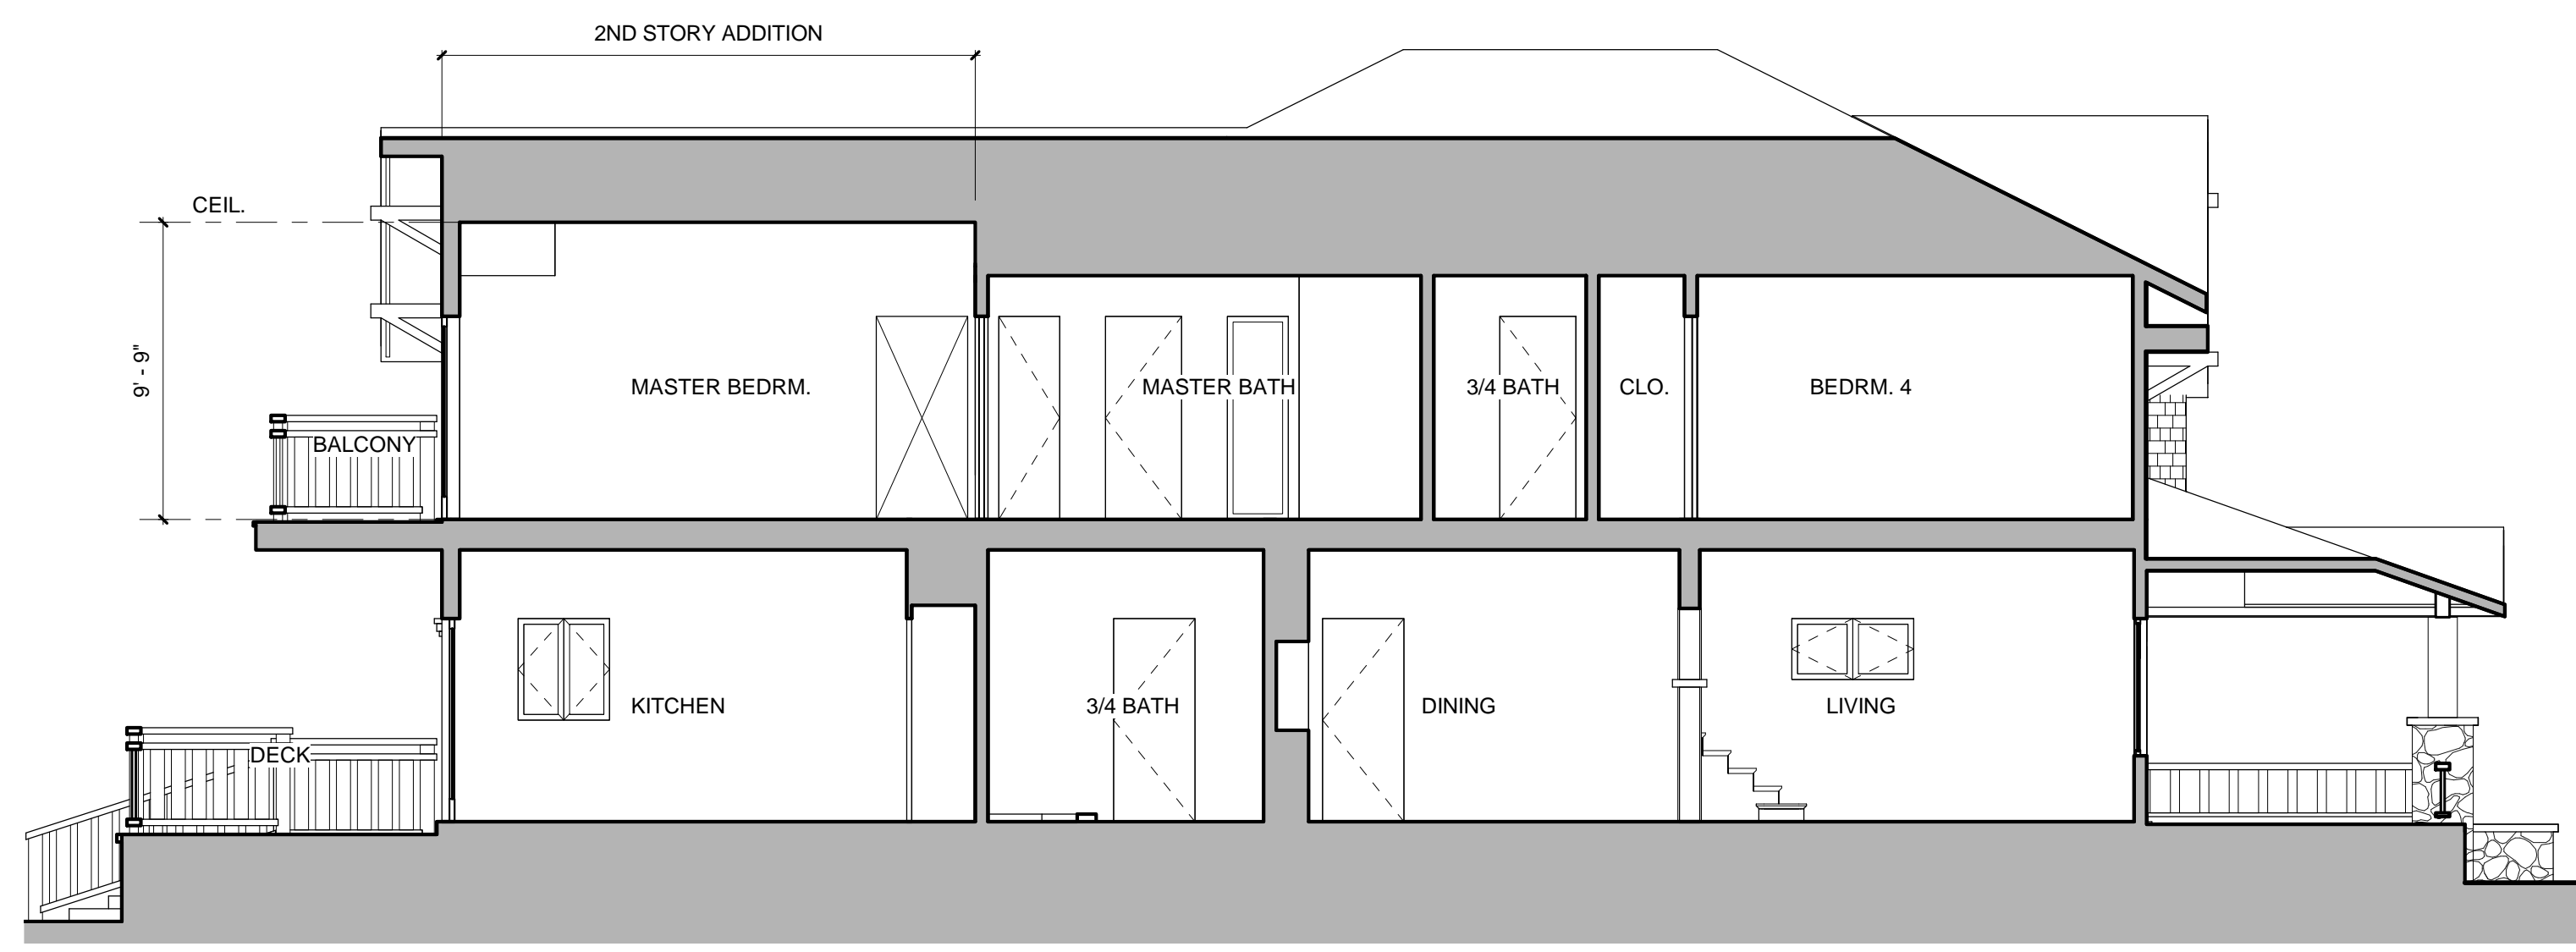 2ND STORY ADDITION
CEIL.
9' - 9"
MASTER BEDRM.
MASTER BATH
3/4 BATH
CLO.
BEDRM. 4
BALCONY
KITCHEN
3/4 BATH
DINING
LIVING
DECK